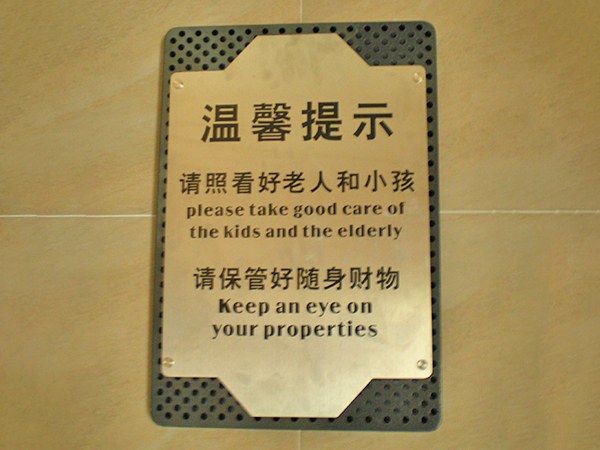 温馨提示
请照看好老人和小孩
please take good care of
the kids and the elderly
请保管好随身财物
Keep an eye on
your properties